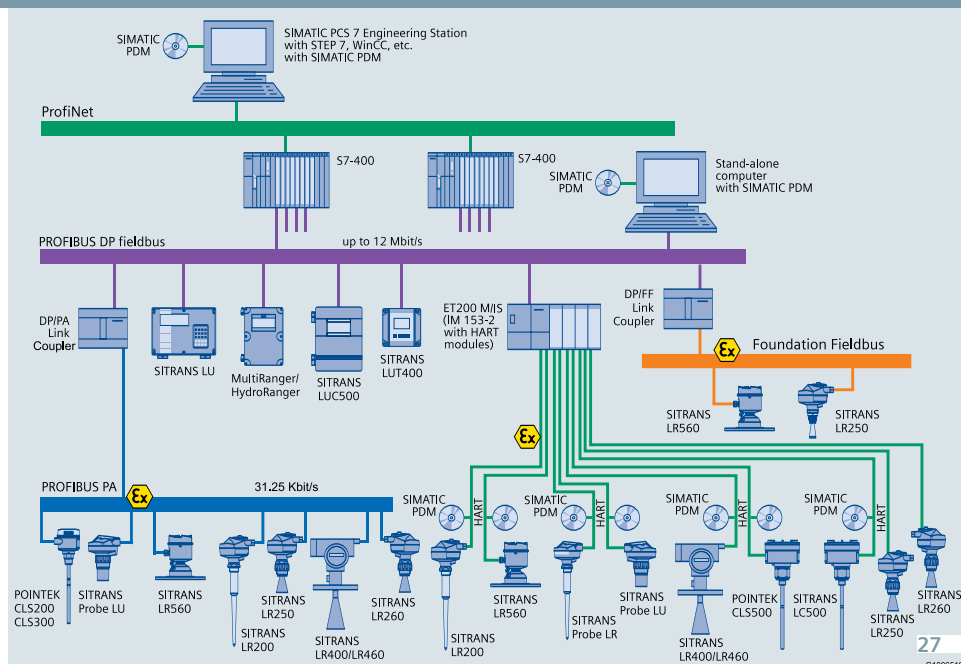 SIMATIC
PDM
SIMATIC PCS 7 Engineering Station
with STEP 7, WinCC, etc.
with SIMATIC PDM
ProfiNet
S7-400
S7-400
SIMATIC
PDM
Stand-alone
computer
with SIMATIC PDM
PROFIBUS DP fieldbus
up to 12 Mbit/s
DP/PA
Link
Coupler
SITRANS LU
MultiRanger/
HydroRanger
SITRANS
LUC500
SITRANS
LUT400
ET200 M/IS
(IM 153-2
with HART
modules)
DP/FF
Link
Coupler
Ex
Foundation Fieldbus
SITRANS
LR560
SITRANS
LR250
Ex
PROFIBUS PA
Ex
31.25 Kbit/s
SIMATIC
PDM
HART
SIMATIC
PDM
HART
SIMATIC
PDM
HART
SIMATIC
PDM
HART
POINTEK
CLS200
CLS300
SITRANS
Probe LU
SITRANS
LR560
SITRANS
LR200
SITRANS
LR250
SITRANS
LR400/LR460
SITRANS
LR260
SITRANS
LR200
SITRANS
LR560
SITRANS
Probe LR
SITRANS
Probe LU
SITRANS
LR400/LR460
POINTEK
CLS500
SITRANS
LC500
SITRANS
LR250
SITRANS
LR260
27